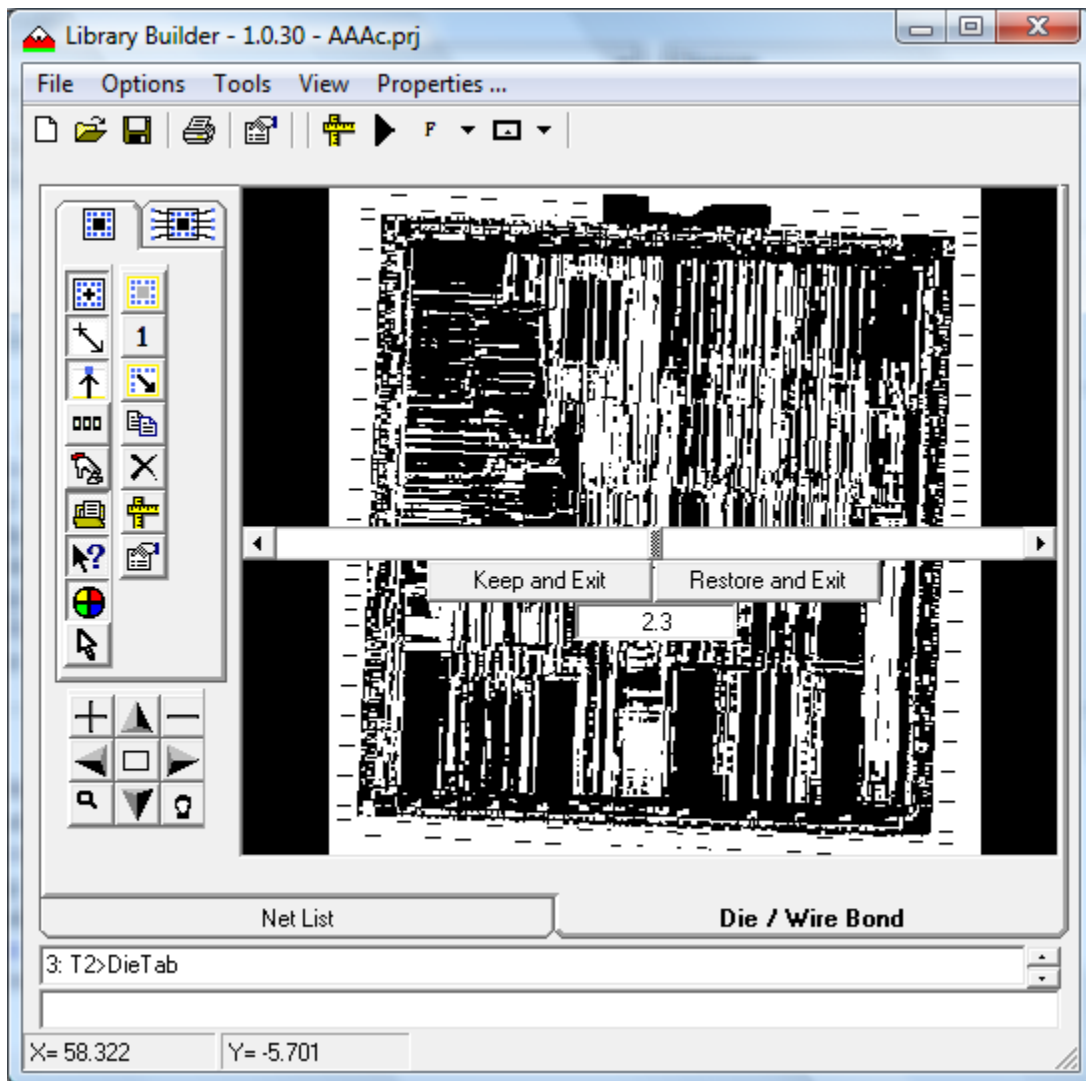 Library Builder - 1.0.30 - AAAc.prj
File Options Tools View Properties ...
F
1
Keep and Exit Restore and Exit
2.3
Net List Die / Wire Bond
3: T2>DieTab
X= 58.322 Y= -5.701